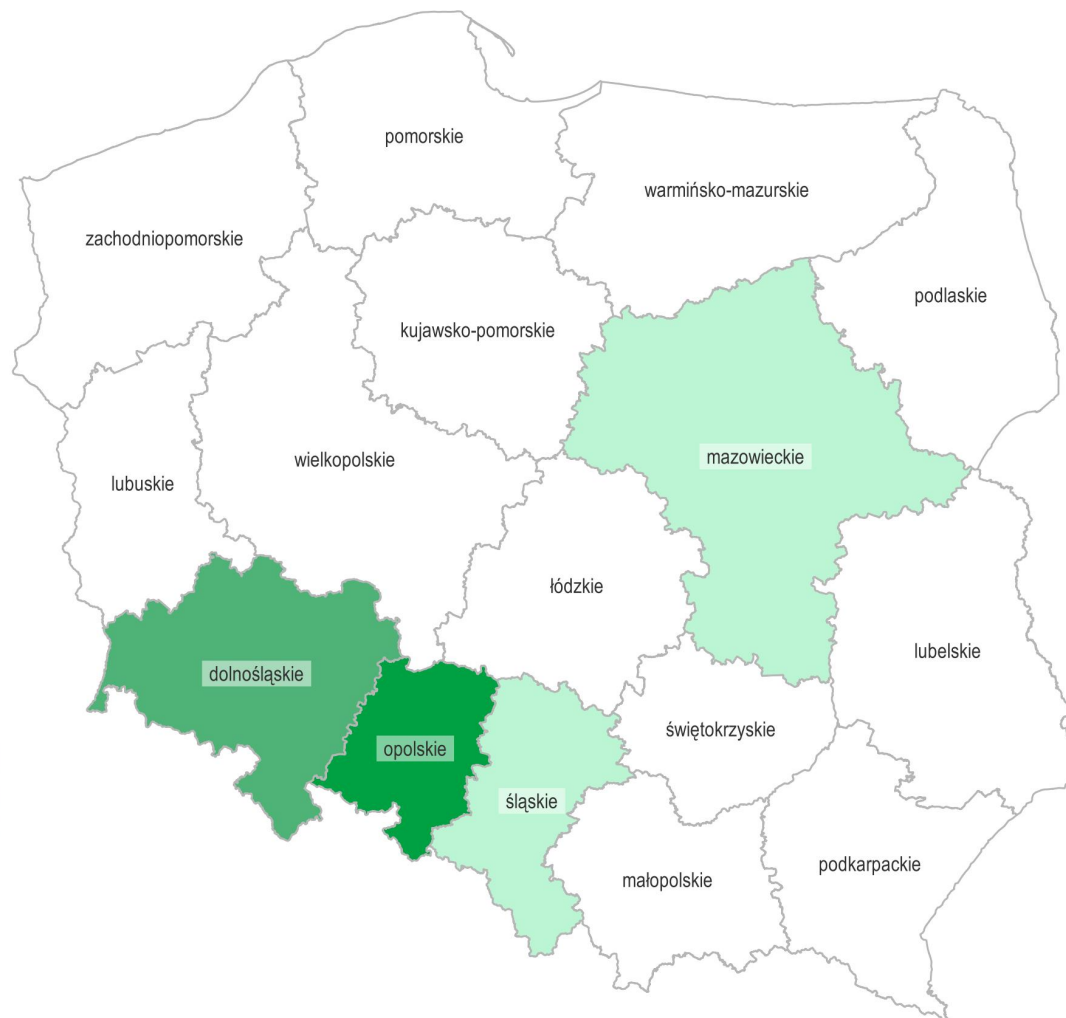 pomorskie
warmińsko-mazurskie
zachodniopomorskie
podlaskie
kujawsko-pomorskie
mazowieckie
wielkopolskie
lubuskie
łódzkie
lubelskie
dolnośląskie
świętokrzyskie
opolskie
śląskie
podkarpackie
małopolskie